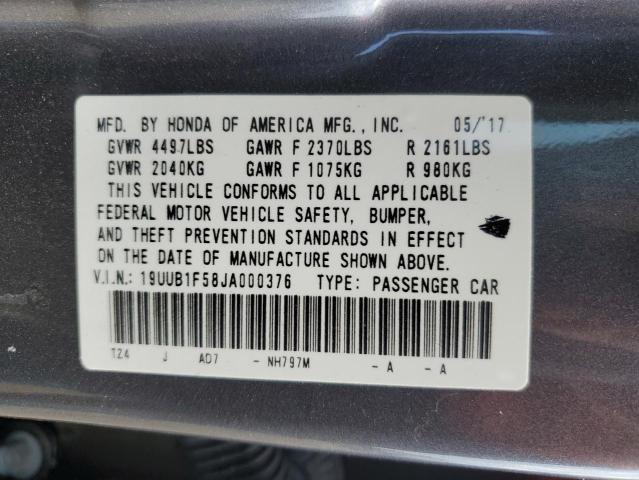 MFD. BY HONDA OF AMERICA MFG., INC. 05/'17
GVWR 4497LBS GAWR F 2370LBS R 2161LBS
GVWR 2040KG GAWR F 1075KG R 980KG
THIS VEHICLE CONFORMS TO ALL APPLICABLE
FEDERAL MOTOR VEHICLE SAFETY, BUMPER,
AND THEFT PREVENTION STANDARDS IN EFFECT
ON THE DATE OF MANUFACTURE SHOWN ABOVE.
V.I.N.: 19UUB1F58JA000376 TYPE: PASSENGER CAR
TZ4 J AD7 - NH797M - A - A